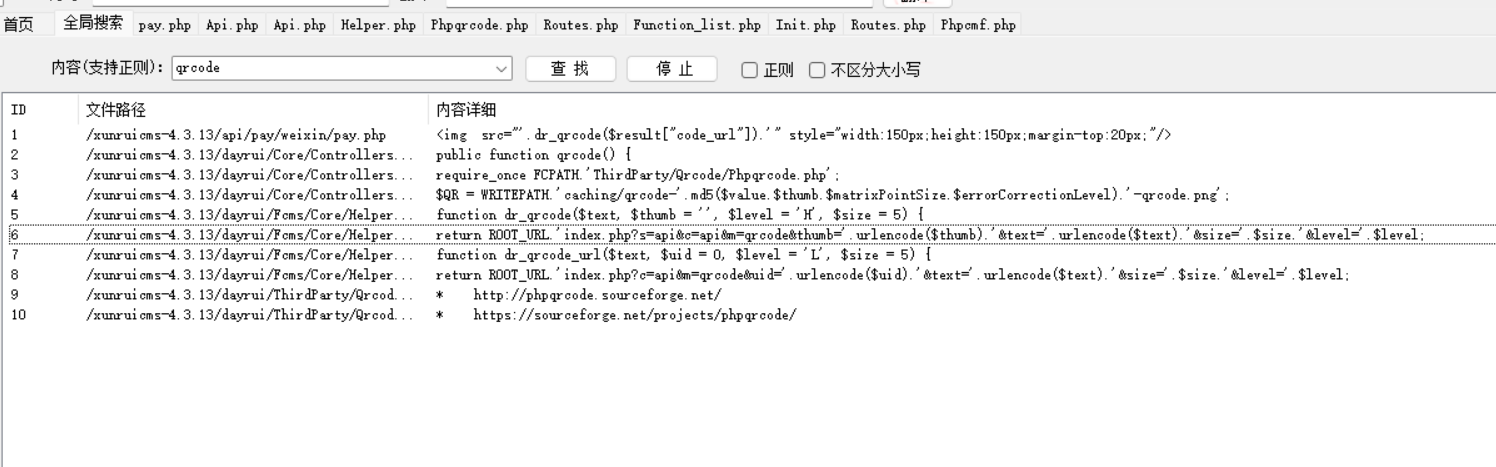 首页 全局搜索 pay.php Api.php Api.php Helper.php Phpqrcode.php Routes.php Function_list.php Init.php Routes.php Phpcmf.php
内容(支持正则): qrcode 查 找 停 止 正则 不区分大小写
ID 文件路径 内容详细
1 /xunruicms-4.3.13/api/pay/weixin/pay.php <img  src="'.dr_qrcode($result["code_url"]).'" style="width:150px;height:150px;margin-top:20px;"/>
2 /xunruicms-4.3.13/dayrui/Core/Controllers... public function qrcode() {
3 /xunruicms-4.3.13/dayrui/Core/Controllers... require_once FCPATH.'ThirdParty/Qrcode/Phpqrcode.php';
4 /xunruicms-4.3.13/dayrui/Core/Controllers... $QR = WRITEPATH.'caching/qrcode-'.md5($value.$thumb.$matrixPointSize.$errorCorrectionLevel).'-qrcode.png';
5 /xunruicms-4.3.13/dayrui/Fcms/Core/Helper... function dr_qrcode($text, $thumb = '', $level = 'H', $size = 5) {
6 /xunruicms-4.3.13/dayrui/Fcms/Core/Helper... return ROOT_URL.'index.php?s=api&c=api&m=qrcode&thumb='.urlencode($thumb).'&text='.urlencode($text).'&size='.$size.'&level='.$level;
7 /xunruicms-4.3.13/dayrui/Fcms/Core/Helper... function dr_qrcode_url($text, $uid = 0, $level = 'L', $size = 5) {
8 /xunruicms-4.3.13/dayrui/Fcms/Core/Helper... return ROOT_URL.'index.php?c=api&m=qrcode&uid='.urlencode($uid).'&text='.urlencode($text).'&size='.$size.'&level='.$level;
9 /xunruicms-4.3.13/dayrui/ThirdParty/Qrcod... *    http://phpqrcode.sourceforge.net/
10 /xunruicms-4.3.13/dayrui/ThirdParty/Qrcod... *    https://sourceforge.net/projects/phpqrcode/